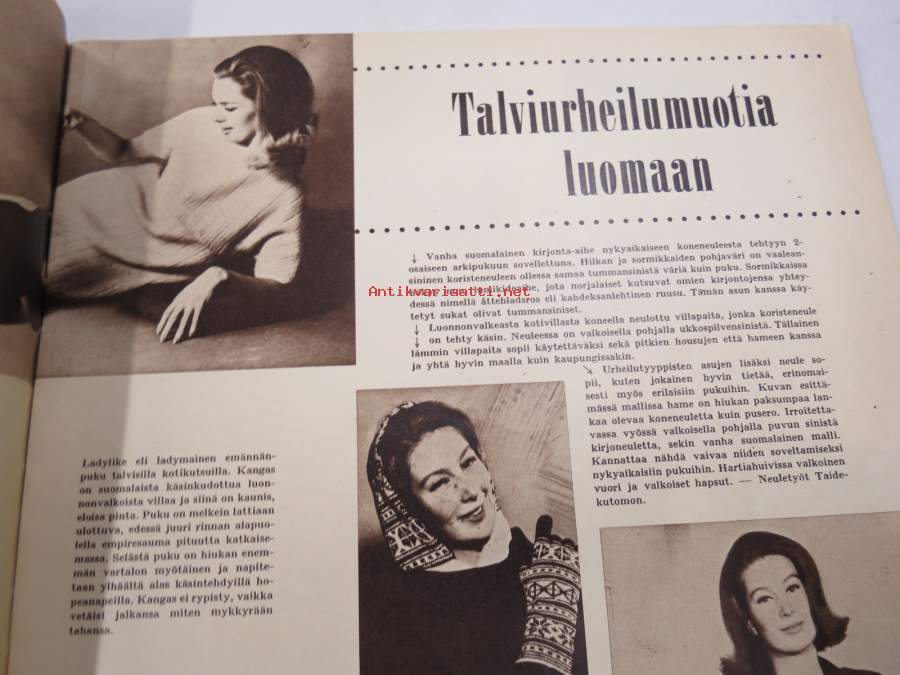 Talviurheilumuotia
luomaan
↓ Vanha suomalainen kirjonta-aihe nykyaikaiseen koneneuleesta tehtyyn 2-
osaiseen arkipukuun sovellettuna. Hilkan ja sormikkaiden pohjaväri on vaalean-
sininen koristeneuleen ollessa samaa tummansinistä väriä kuin puku. Sormikkaissa
jota norjalaiset kutsuvat omien kirjontojensa yhtey-
dessä nimellä åttebladsros eli kahdeksanlehtinen ruusu. Tämän asun kanssa käy-
tetyt sukat olivat tummansiniset.
↓ Luonnonvalkeasta kotivillasta koneella neulottu villapaita, jonka koristeneule
↓ on tehty käsin. Neuleessa on valkoisella pohjalla ukkospilvensinistä. Tällainen
lämmin villapaita sopii käytettäväksi sekä pitkien housujen että hameen kanssa
ja yhtä hyvin maalla kuin kaupungissakin.
↘ Urheilutyyppisten asujen lisäksi neule so-
pii, kuten jokainen hyvin tietää, erinomai-
sesti myös erilaisiin pukuihin. Kuvan esittä-
mässä mallissa hame on hiukan paksumpaa lan-
kaa olevaa koneneuletta kuin pusero. Irroitetta-
vassa vyössä valkoisella pohjalla puvun sinistä
kirjoneuletta, sekin vanha suomalainen malli.
Kannattaa nähdä vaivaa niiden soveltamiseksi
nykyaikaisiin pukuihin. Hartiahuivissa valkoinen
vuori ja valkoiset hapsut. — Neuletyöt Taide-
kutomon.
Ladylike eli ladymainen emännän-
puku talvisilla kotikutsuilla. Kangas
on suomalaista käsinkudottua luon-
nonvalkoista villaa ja siinä on kaunis,
eloisa pinta. Puku on melkein lattiaan
ulottuva, edessä juuri rinnan alapuo-
lella empiresauma pituutta katkaise-
massa. Selästä puku on hiukan enem-
män vartalon myötäinen ja napite-
taan ylhäältä alas käsintehdyillä ho-
peanapeilla. Kangas ei rypisty, vaikka
vetäisi jalkansa miten mykkyrään
tahansa.
Antikvariaatti.net